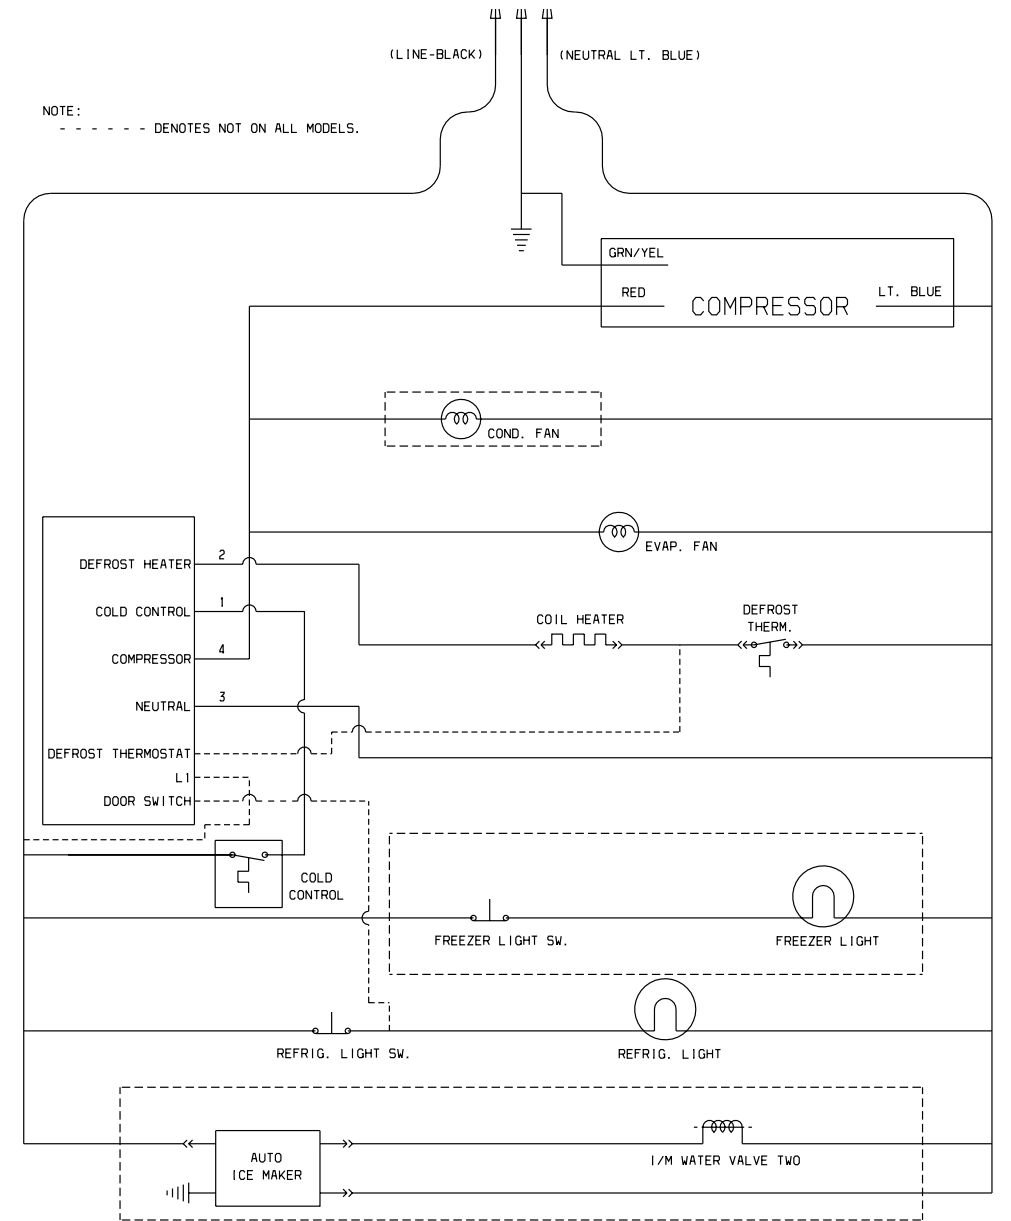 (LINE-BLACK)
(NEUTRAL LT. BLUE)
NOTE:
- - - - - - DENOTES NOT ON ALL MODELS.
GRN/YEL
RED
COMPRESSOR
LT. BLUE
COND. FAN
EVAP. FAN
DEFROST HEATER
2
COLD CONTROL
1
COMPRESSOR
4
NEUTRAL
3
DEFROST THERMOSTAT
L1
DOOR SWITCH
COIL HEATER
DEFROST
THERM.
COLD
CONTROL
FREEZER LIGHT SW.
FREEZER LIGHT
REFRIG. LIGHT SW.
REFRIG. LIGHT
AUTO
ICE MAKER
I/M WATER VALVE TWO